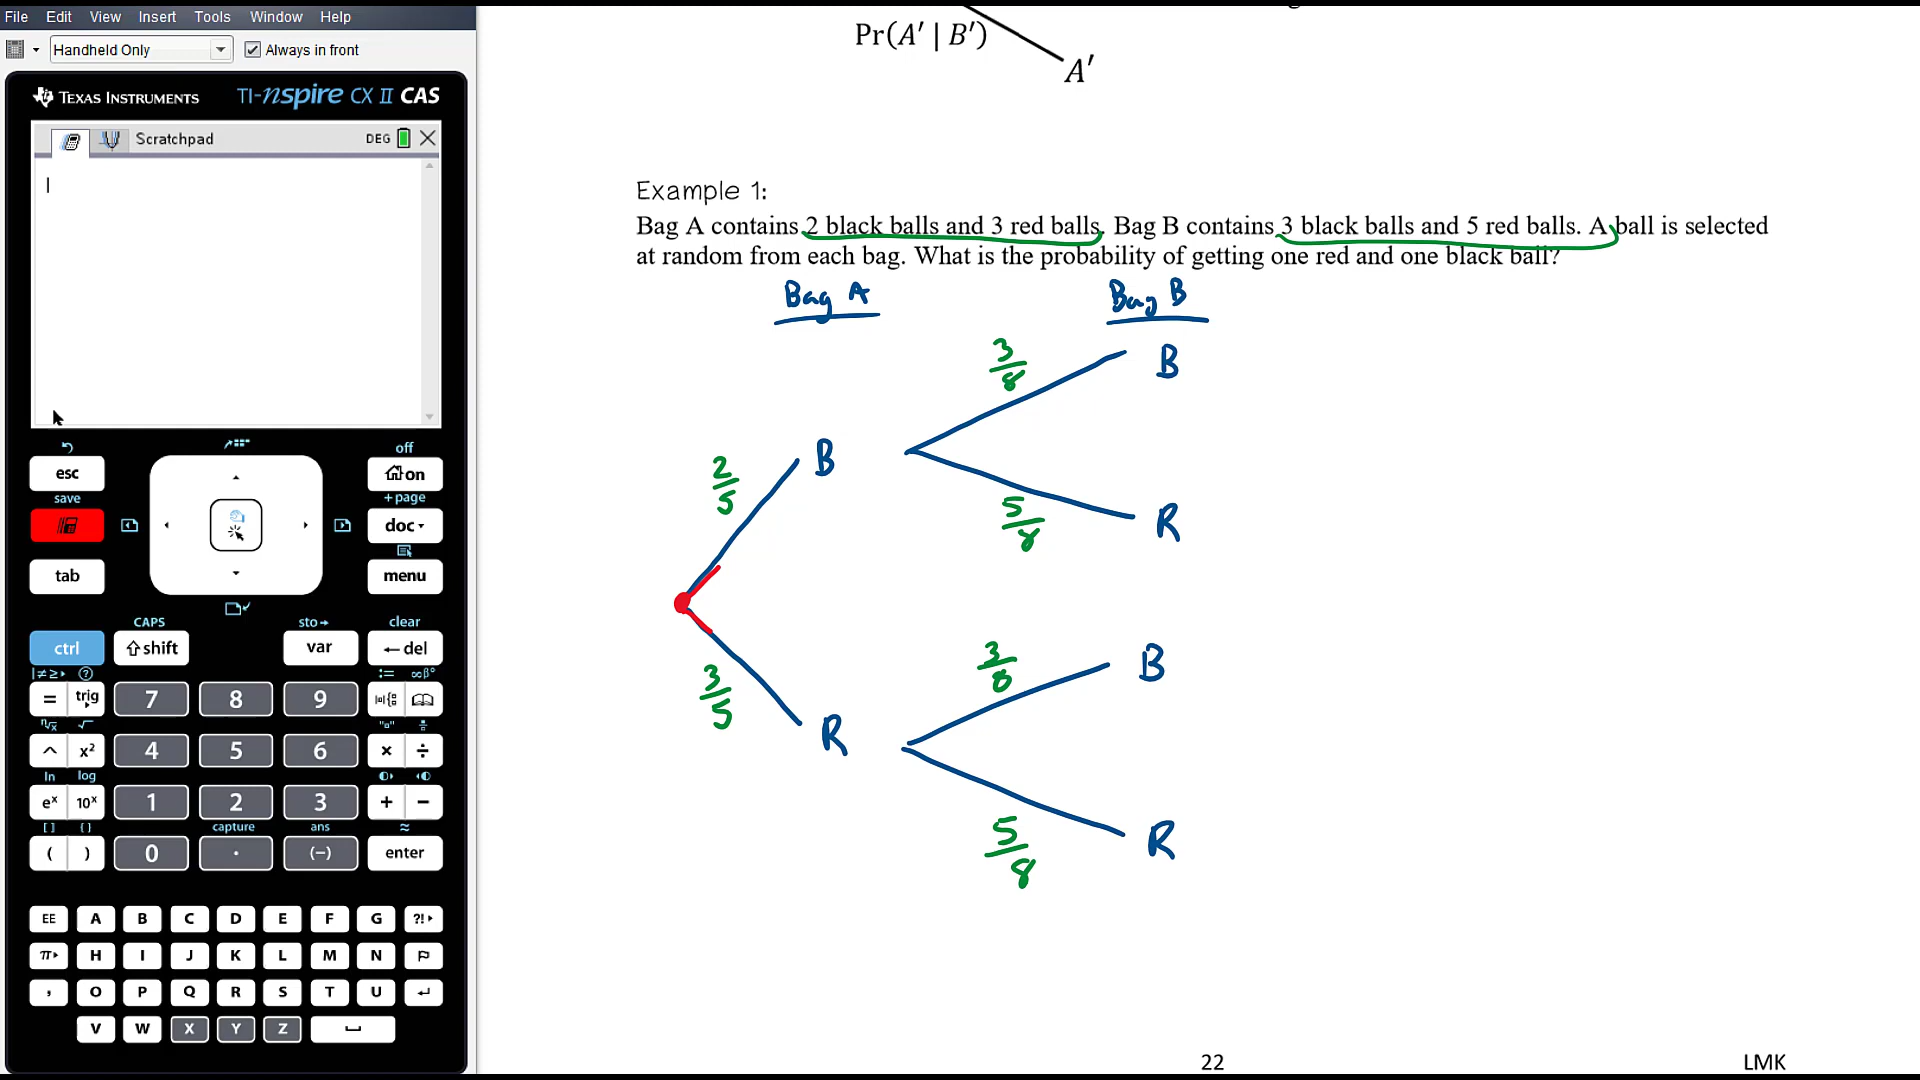 File Edit View Insert Tools Window Help
Handheld Only Always in front
TEXAS INSTRUMENTS TI-nspire CX II CAS
Scratchpad DEG
esc
save
tab
off
on
+ page
doc
menu
CAPS
sto→
clear
ctrl shift var ←del
|≠≥▸ ? := ∞β°
= trig 7 8 9
ⁿ√x √ "▫"
^ x² 4 5 6 × ÷
ln log
eˣ 10ˣ 1 2 3 + −
[ ] { } capture ans ≈
( ) 0 . (−) enter
EE A B C D E F G ?!▸
π▸ H I J K L M N
, O P Q R S T U ↵
V W X Y Z
Pr(A′ | B′)
A′
Example 1:
Bag A contains 2 black balls and 3 red balls. Bag B contains 3 black balls and 5 red balls. A ball is selected
at random from each bag. What is the probability of getting one red and one black ball?
Bag A Bag B
3/8 B
2/5 B
5/8 R
3/5 R
3/8 B
5/8 R
22 LMK